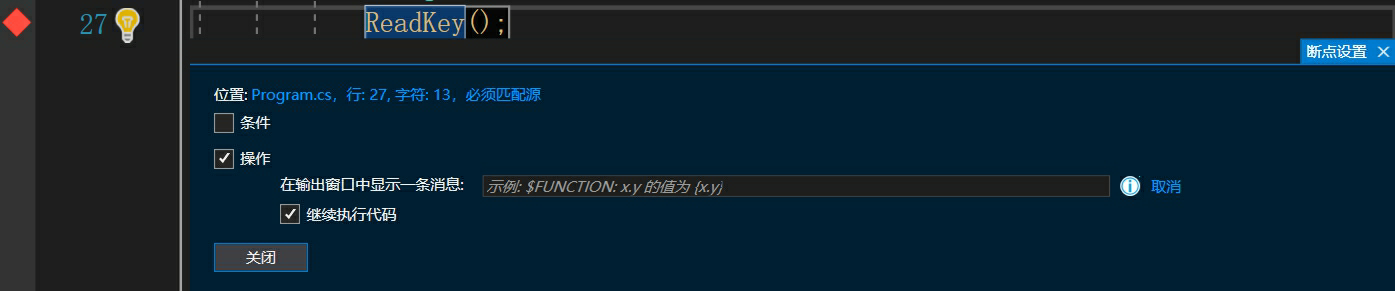 27 ReadKey();
断点设置
位置: Program.cs，行: 27, 字符: 13，必须匹配源
条件
操作
在输出窗口中显示一条消息: 示例: $FUNCTION: x.y 的值为 {x.y} 取消
继续执行代码
关闭